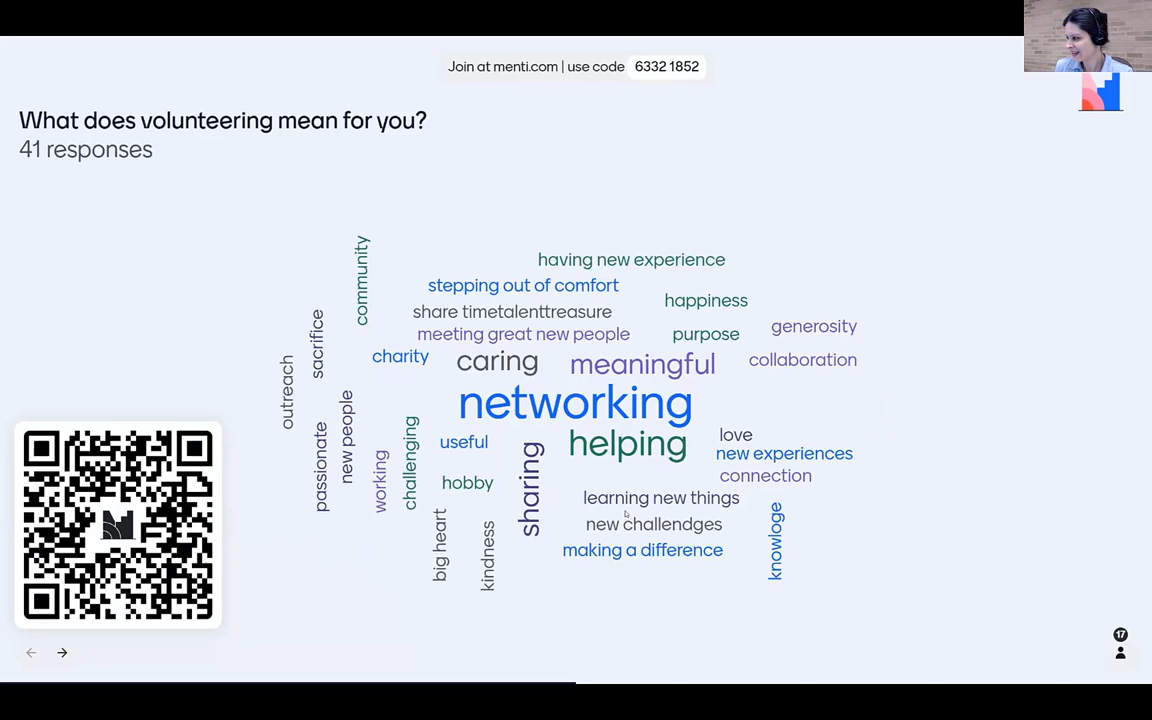 Join at menti.com | use code 6332 1852
What does volunteering mean for you?
41 responses
community
having new experience
stepping out of comfort
happiness
share timetalenttreasure
sacrifice
meeting great new people
purpose
generosity
charity
caring
meaningful
collaboration
outreach
networking
new people
passionate
working
challenging
useful
sharing
helping
love
new experiences
connection
hobby
learning new things
big heart
kindness
new challendges
knowloge
making a difference
17